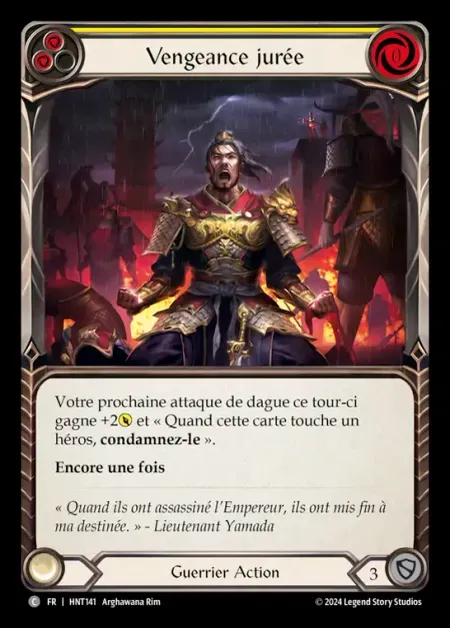 Vengeance jurée
0
Votre prochaine attaque de dague ce tour-ci
gagne +2 et « Quand cette carte touche un
héros, condamnez-le ».
Encore une fois
« Quand ils ont assassiné l'Empereur, ils ont mis fin à
ma destinée. » - Lieutenant Yamada
Guerrier Action
3
C FR | HNT141 Arghawana Rim
© 2024 Legend Story Studios